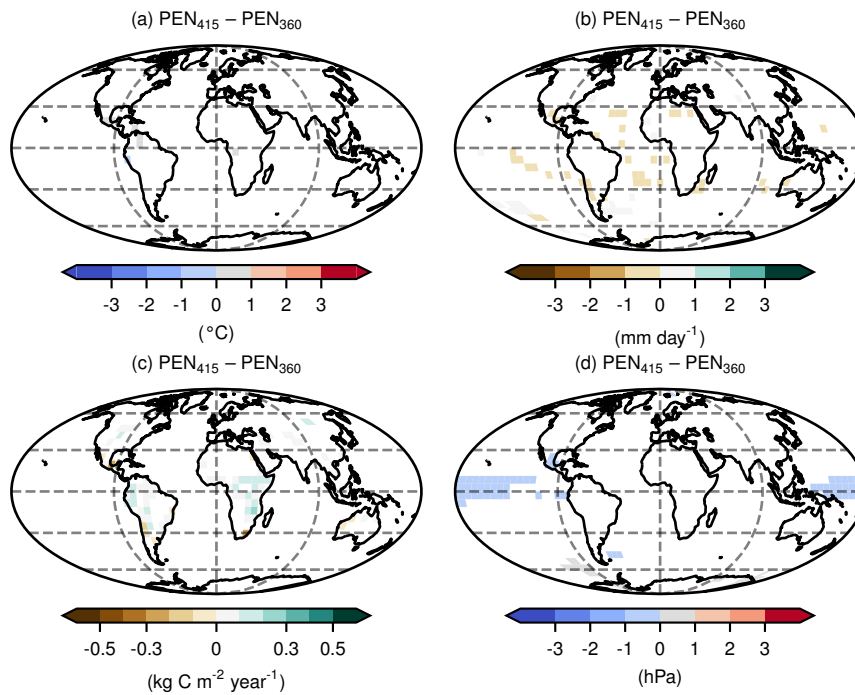 (a) PEN₄₁₅ – PEN₃₆₀
(b) PEN₄₁₅ – PEN₃₆₀
-3 -2 -1 0 1 2 3
(°C)
-3 -2 -1 0 1 2 3
(mm day⁻¹)
(c) PEN₄₁₅ – PEN₃₆₀
(d) PEN₄₁₅ – PEN₃₆₀
-0.5 -0.3 0 0.3 0.5
(kg C m⁻² year⁻¹)
-3 -2 -1 0 1 2 3
(hPa)